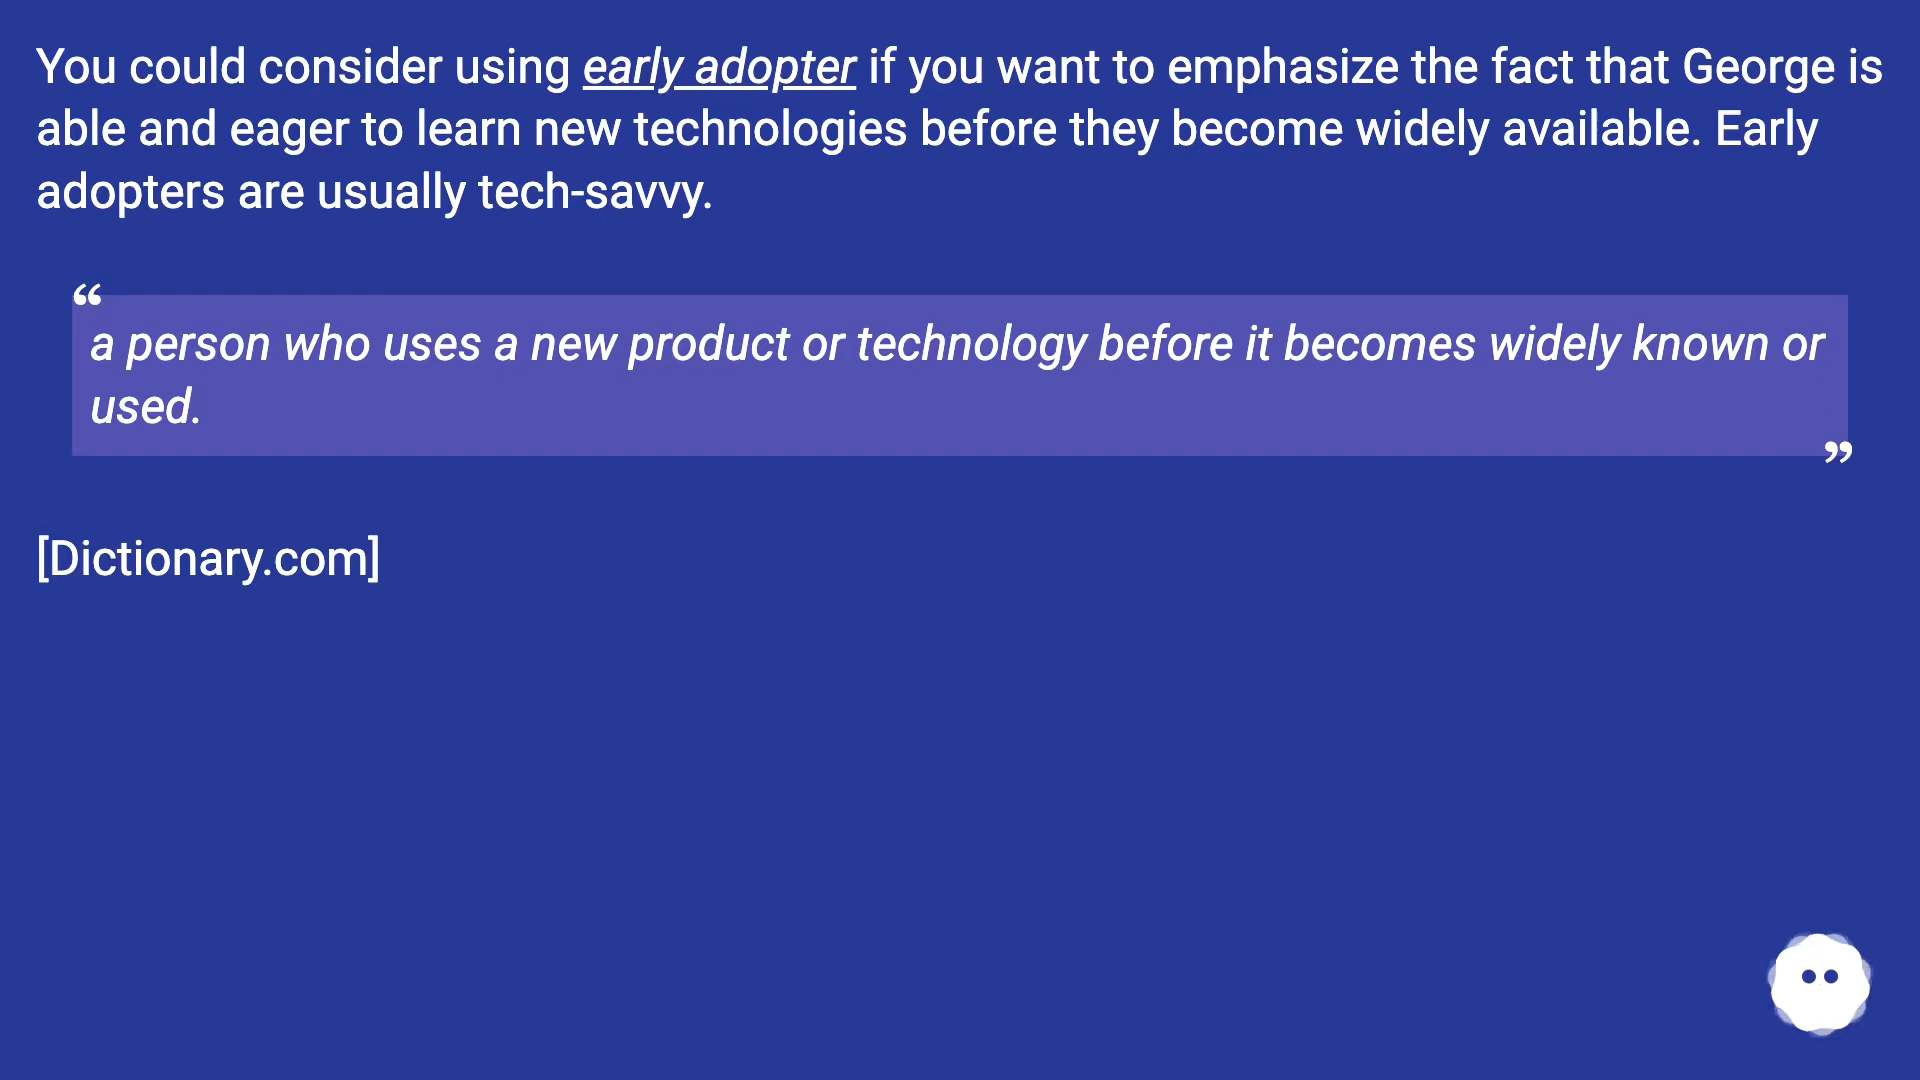 You could consider using early adopter if you want to emphasize the fact that George is
able and eager to learn new technologies before they become widely available. Early
adopters are usually tech-savvy.
“
a person who uses a new product or technology before it becomes widely known or
used.
”
[Dictionary.com]